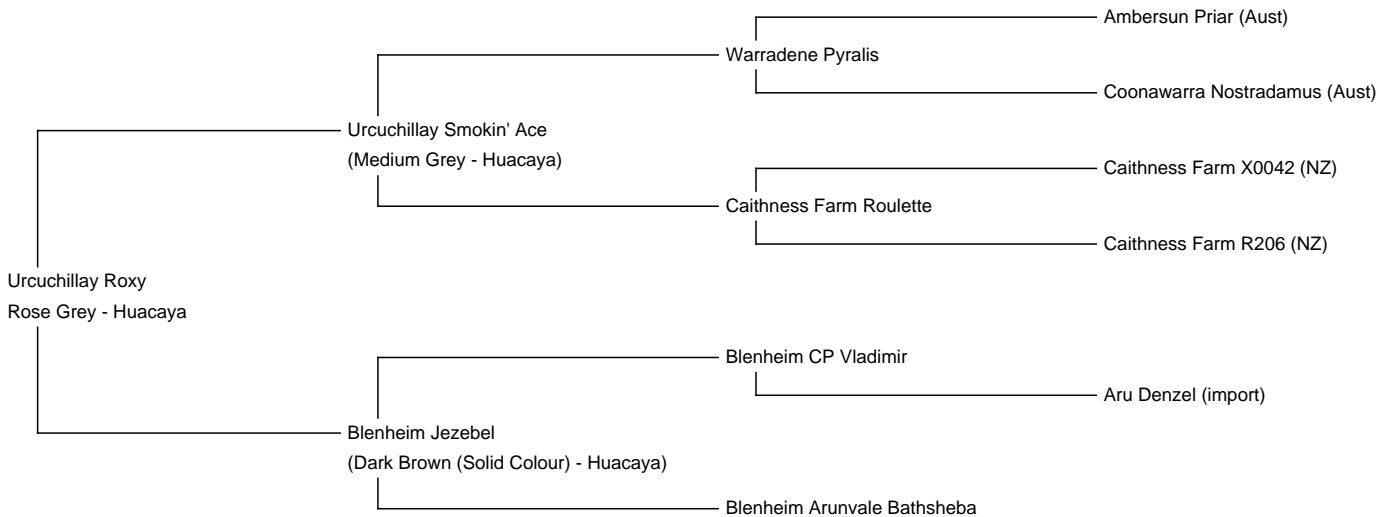 Ambersun Priar (Aust)
Warradene Pyralis
Coonawarra Nostradamus (Aust)
Urcuchillay Smokin' Ace
(Medium Grey - Huacaya)
Caithness Farm X0042 (NZ)
Caithness Farm Roulette
Caithness Farm R206 (NZ)
Urcuchillay Roxy
Rose Grey - Huacaya
Blenheim CP Vladimir
Aru Denzel (import)
Blenheim Jezebel
(Dark Brown (Solid Colour) - Huacaya)
Blenheim Arunvale Bathsheba